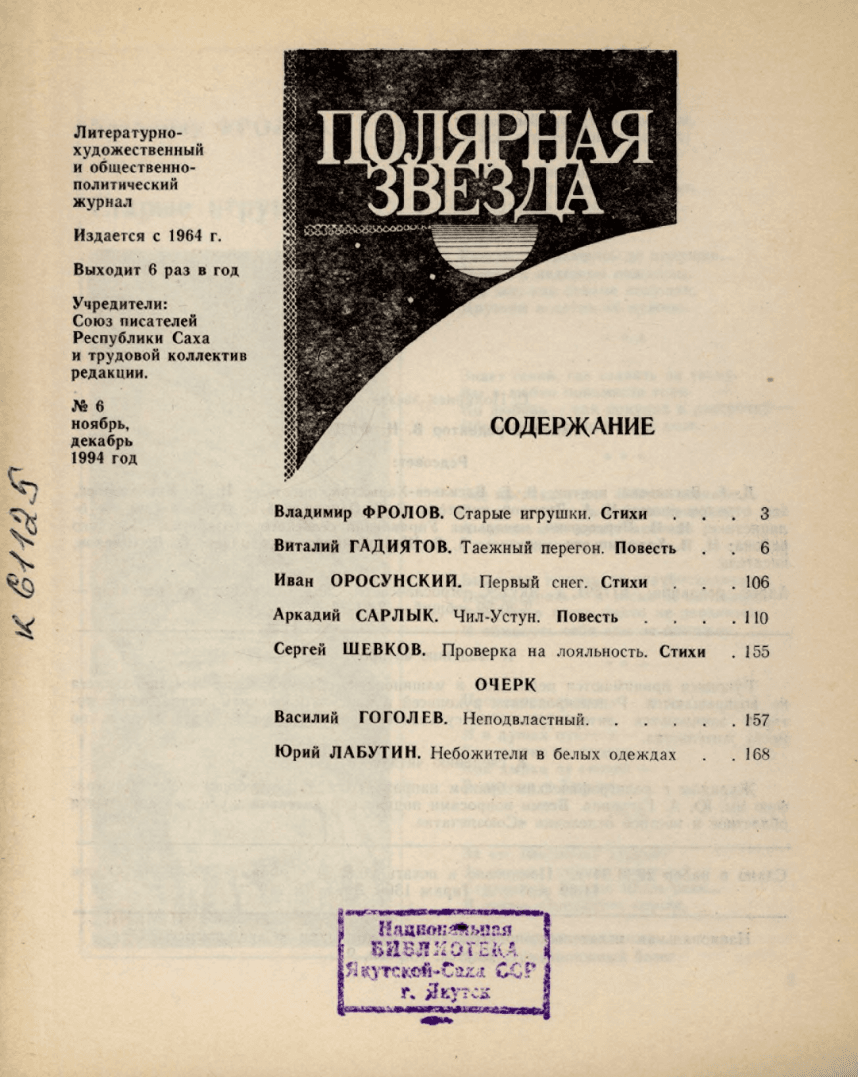 ПОЛЯРНАЯ
ЗВЕЗДА
Литературно-
художественный
и общественно-
политический
журнал
Издается с 1964 г.
Выходит 6 раз в год
Учредители:
Союз писателей
Республики Саха
и трудовой коллектив
редакции.
№ 6
ноябрь,
декабрь
1994 год
к 61125
СОДЕРЖАНИЕ
Владимир ФРОЛОВ. Старые игрушки. Стихи . . . 3
Виталий ГАДИЯТОВ. Таежный перегон. Повесть . . 6
Иван ОРОСУНСКИЙ. Первый снег. Стихи . . . 106
Аркадий САРЛЫК. Чил-Устун. Повесть . . . . 110
Сергей ШЕВКОВ. Проверка на лояльность. Стихи . 155
ОЧЕРК
Василий ГОГОЛЕВ. Неподвластный. . . . . . 157
Юрий ЛАБУТИН. Небожители в белых одеждах . . 168
Национальная
БИБЛИОТЕКА
Якутской-Саха ССР
г. Якутск